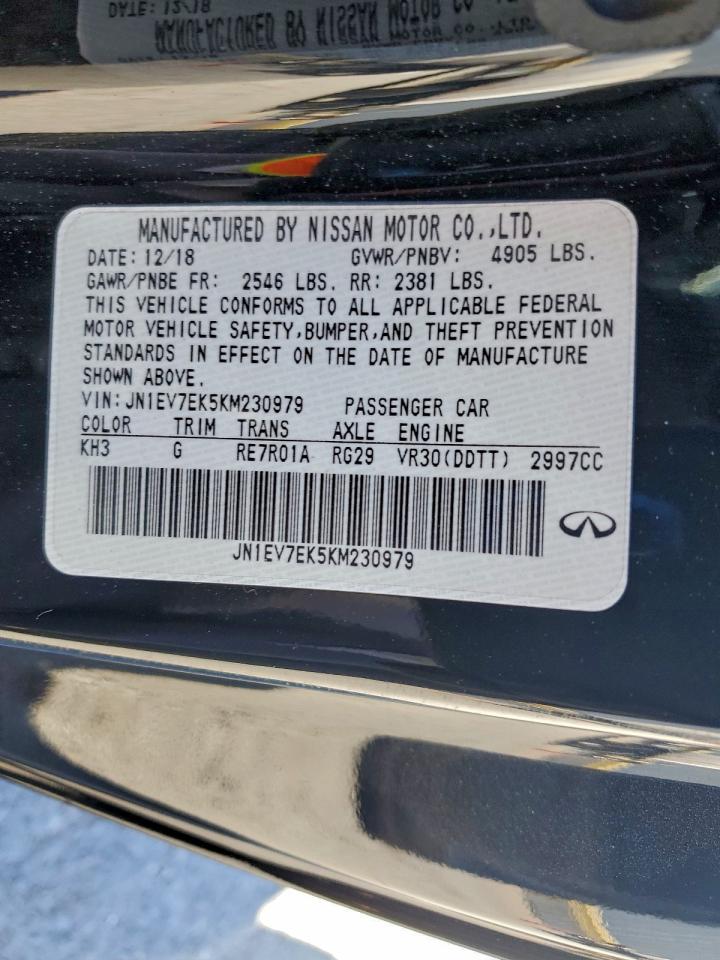 MANUFACTURED BY NISSAN MOTOR CO.,LTD.
DATE: 12/18 GVWR/PNBV: 4905 LBS.
GAWR/PNBE FR: 2546 LBS. RR: 2381 LBS.
THIS VEHICLE CONFORMS TO ALL APPLICABLE FEDERAL
MOTOR VEHICLE SAFETY,BUMPER,AND THEFT PREVENTION
STANDARDS IN EFFECT ON THE DATE OF MANUFACTURE
SHOWN ABOVE.
VIN: JN1EV7EK5KM230979 PASSENGER CAR
COLOR TRIM TRANS AXLE ENGINE
KH3 G RE7R01A RG29 VR30(DDTT) 2997CC
JN1EV7EK5KM230979